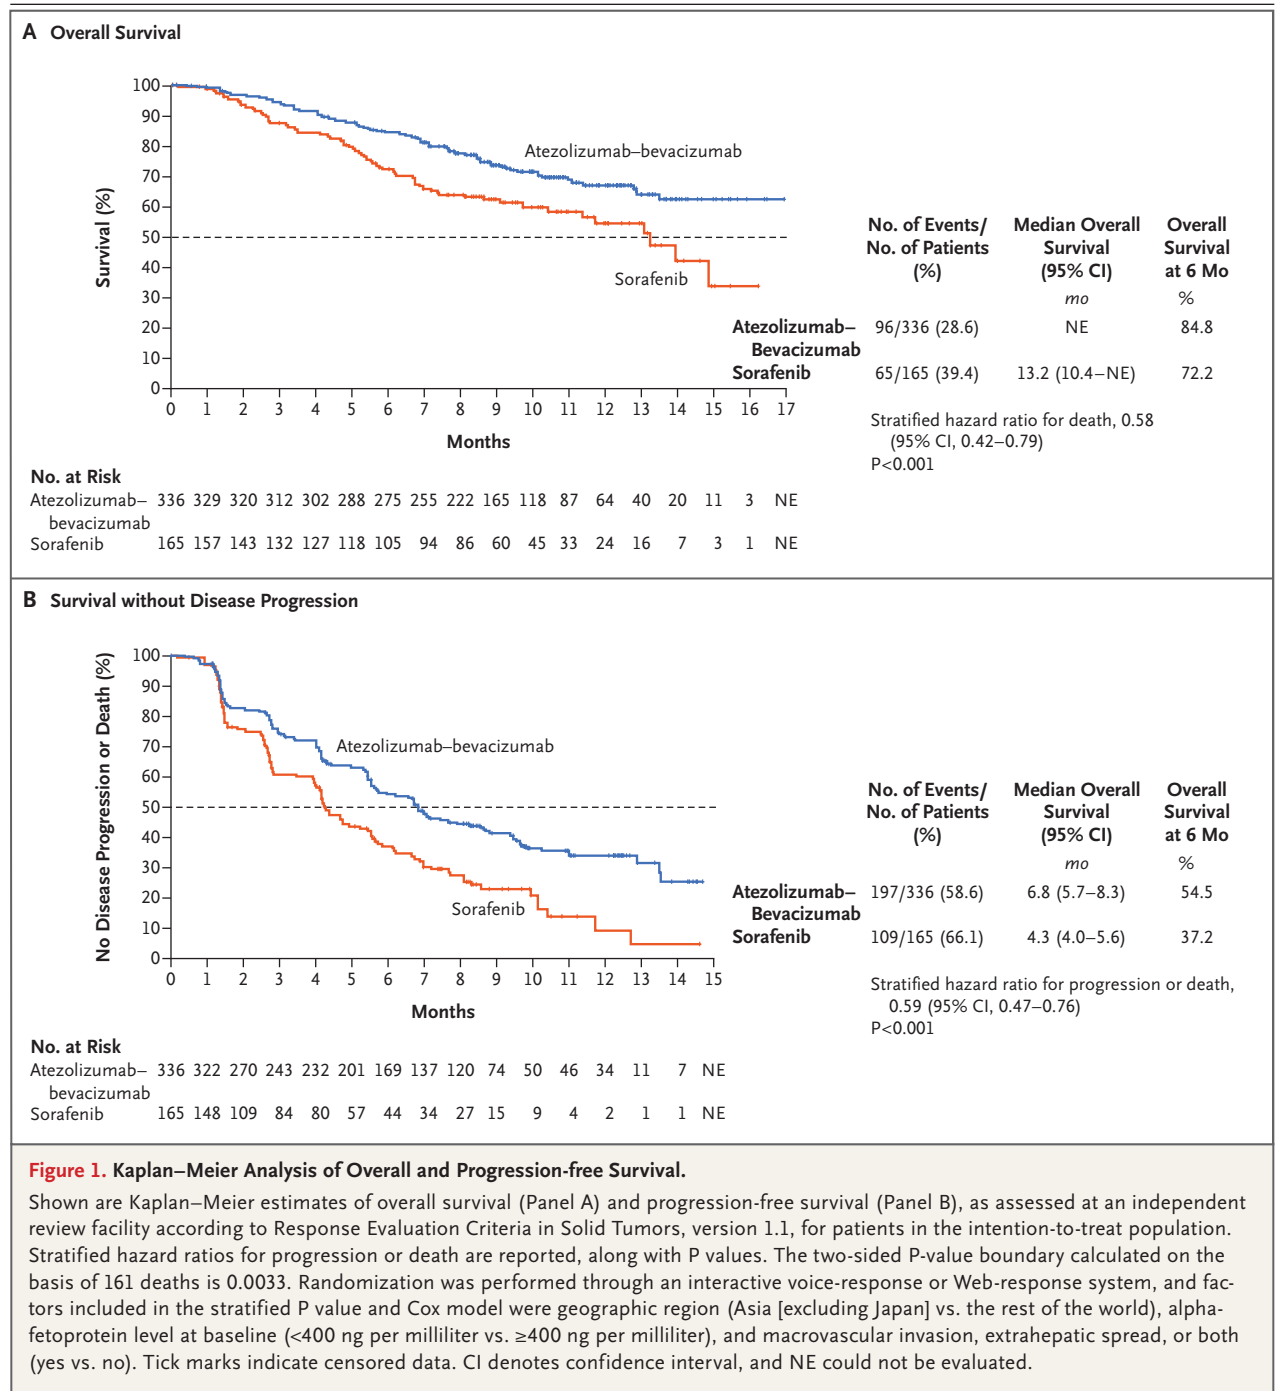 A Overall Survival
Survival (%)
100
90
80
70
60
50
40
30
20
10
0
Atezolizumab–bevacizumab
Sorafenib
0 1 2 3 4 5 6 7 8 9 10 11 12 13 14 15 16 17
Months
No. of Events/ Median Overall Overall
No. of Patients Survival Survival
(%) (95% CI) at 6 Mo
mo %
Atezolizumab– 96/336 (28.6) NE 84.8
Bevacizumab
Sorafenib 65/165 (39.4) 13.2 (10.4–NE) 72.2
Stratified hazard ratio for death, 0.58
(95% CI, 0.42–0.79)
P<0.001
No. at Risk
Atezolizumab– 336 329 320 312 302 288 275 255 222 165 118 87 64 40 20 11 3 NE
bevacizumab
Sorafenib 165 157 143 132 127 118 105 94 86 60 45 33 24 16 7 3 1 NE
B Survival without Disease Progression
No Disease Progression or Death (%)
100
90
80
70
60
50
40
30
20
10
0
Atezolizumab–bevacizumab
Sorafenib
0 1 2 3 4 5 6 7 8 9 10 11 12 13 14 15
Months
No. of Events/ Median Overall Overall
No. of Patients Survival Survival
(%) (95% CI) at 6 Mo
mo %
Atezolizumab– 197/336 (58.6) 6.8 (5.7–8.3) 54.5
Bevacizumab
Sorafenib 109/165 (66.1) 4.3 (4.0–5.6) 37.2
Stratified hazard ratio for progression or death,
0.59 (95% CI, 0.47–0.76)
P<0.001
No. at Risk
Atezolizumab– 336 322 270 243 232 201 169 137 120 74 50 46 34 11 7 NE
bevacizumab
Sorafenib 165 148 109 84 80 57 44 34 27 15 9 4 2 1 1 NE
Figure 1. Kaplan–Meier Analysis of Overall and Progression-free Survival.
Shown are Kaplan–Meier estimates of overall survival (Panel A) and progression-free survival (Panel B), as assessed at an independent
review facility according to Response Evaluation Criteria in Solid Tumors, version 1.1, for patients in the intention-to-treat population.
Stratified hazard ratios for progression or death are reported, along with P values. The two-sided P-value boundary calculated on the
basis of 161 deaths is 0.0033. Randomization was performed through an interactive voice-response or Web-response system, and fac-
tors included in the stratified P value and Cox model were geographic region (Asia [excluding Japan] vs. the rest of the world), alpha-
fetoprotein level at baseline (<400 ng per milliliter vs. ≥400 ng per milliliter), and macrovascular invasion, extrahepatic spread, or both
(yes vs. no). Tick marks indicate censored data. CI denotes confidence interval, and NE could not be evaluated.